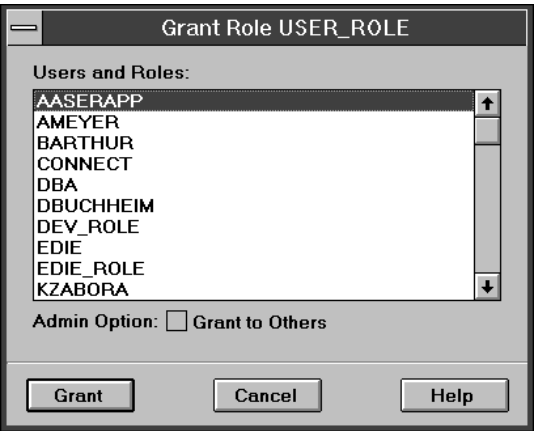 Grant Role USER_ROLE
Users and Roles:
AASERAPP
AMEYER
BARTHUR
CONNECT
DBA
DBUCHHEIM
DEV_ROLE
EDIE
EDIE_ROLE
KZABORA
Admin Option: Grant to Others
Grant Cancel Help